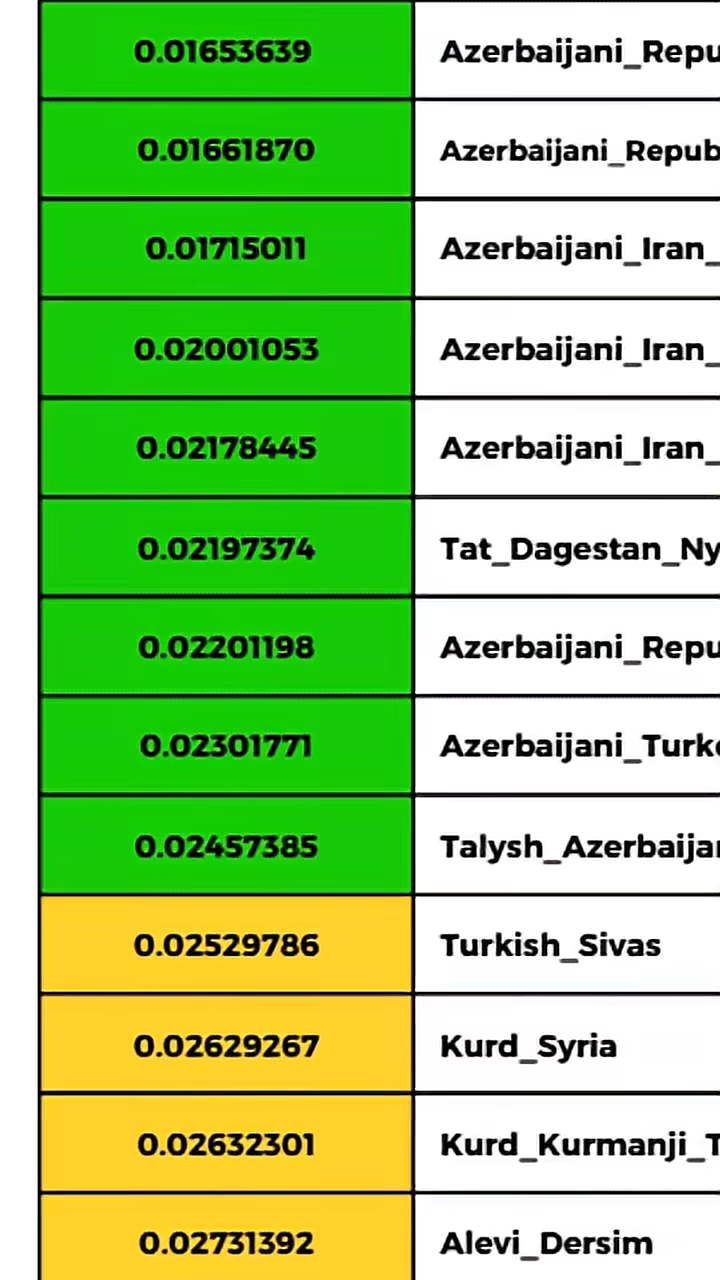 0.01653639 Azerbaijani_Repu
0.01661870 Azerbaijani_Repub
0.01715011 Azerbaijani_Iran_
0.02001053 Azerbaijani_Iran_
0.02178445 Azerbaijani_Iran_
0.02197374 Tat_Dagestan_Ny
0.02201198 Azerbaijani_Repu
0.02301771 Azerbaijani_Turk
0.02457385 Talysh_Azerbaija
0.02529786 Turkish_Sivas
0.02629267 Kurd_Syria
0.02632301 Kurd_Kurmanji_T
0.02731392 Alevi_Dersim